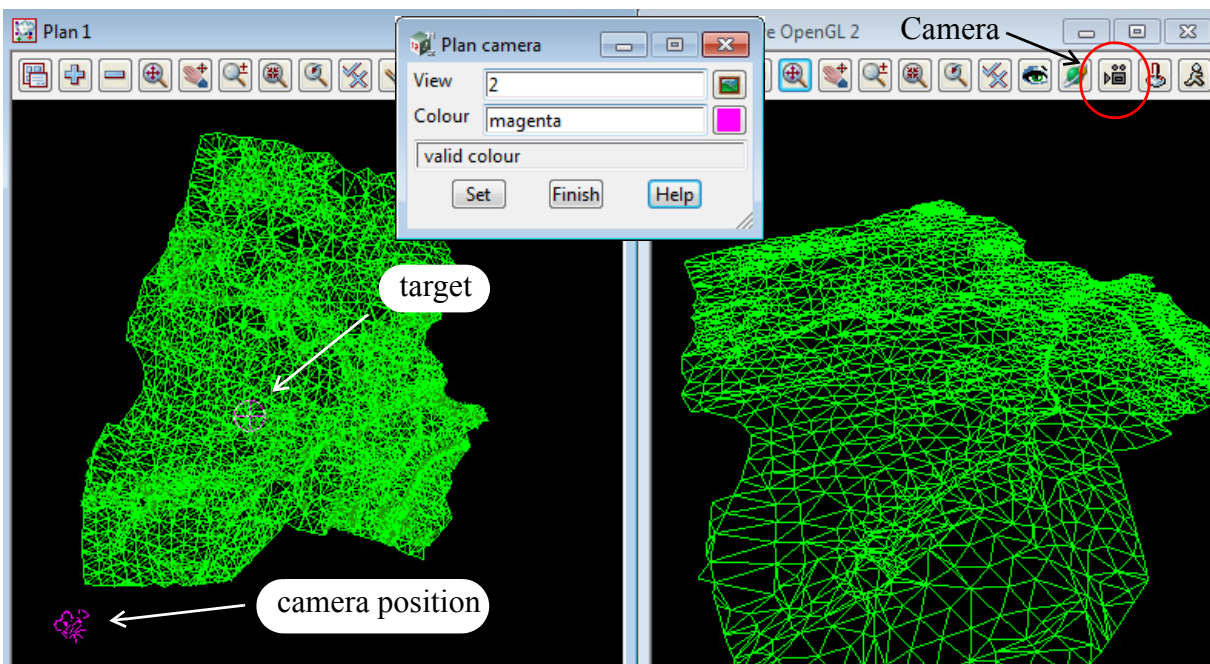 Plan 1
Plan camera
e OpenGL 2
Camera
View
2
Colour
magenta
valid colour
Set
Finish
Help
target
camera position